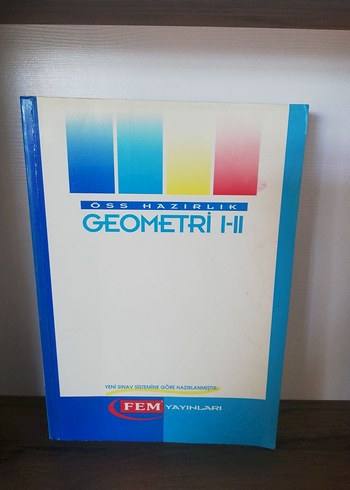 ÖSS HAZIRLIK
GEOMETRİ I-II
YENİ SINAV SİSTEMİNE GÖRE HAZIRLANMIŞTIR
FEM YAYINLARI